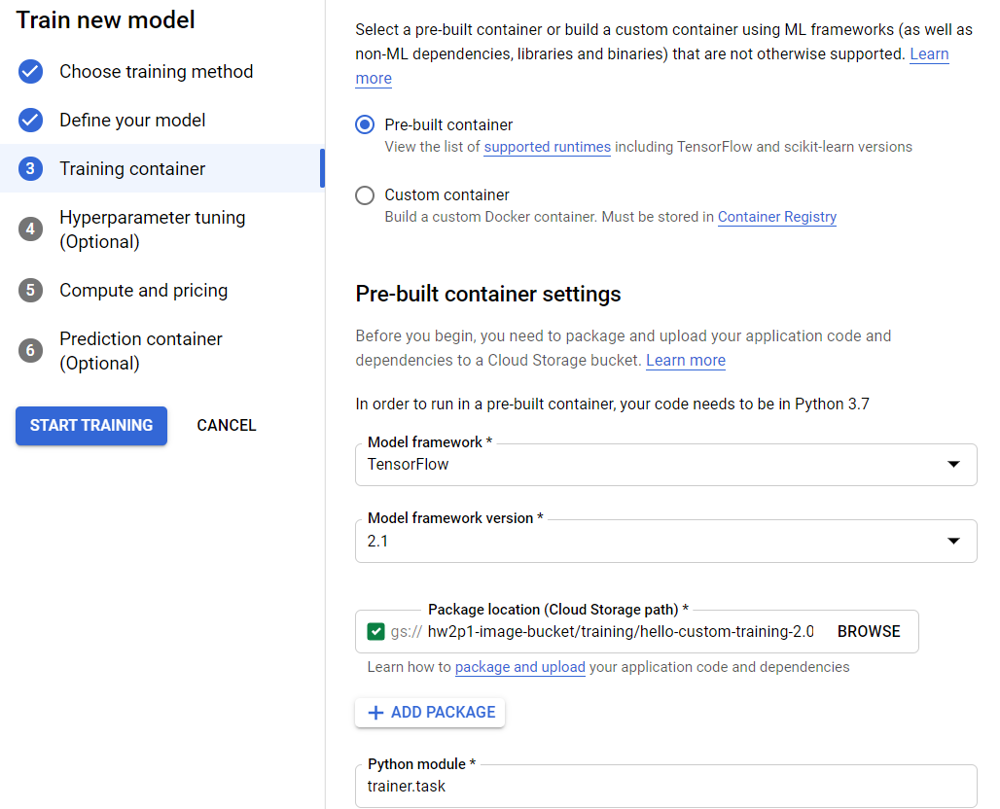 Train new model
Choose training method
Define your model
3 Training container
4 Hyperparameter tuning
(Optional)
5 Compute and pricing
6 Prediction container
(Optional)
START TRAINING CANCEL
Select a pre-built container or build a custom container using ML frameworks (as well as
non-ML dependencies, libraries and binaries) that are not otherwise supported. Learn
more
Pre-built container
View the list of supported runtimes including TensorFlow and scikit-learn versions
Custom container
Build a custom Docker container. Must be stored in Container Registry
Pre-built container settings
Before you begin, you need to package and upload your application code and
dependencies to a Cloud Storage bucket. Learn more
In order to run in a pre-built container, your code needs to be in Python 3.7
Model framework *
TensorFlow
Model framework version *
2.1
Package location (Cloud Storage path) *
gs:// hw2p1-image-bucket/training/hello-custom-training-2.0 BROWSE
Learn how to package and upload your application code and dependencies
+ ADD PACKAGE
Python module *
trainer.task